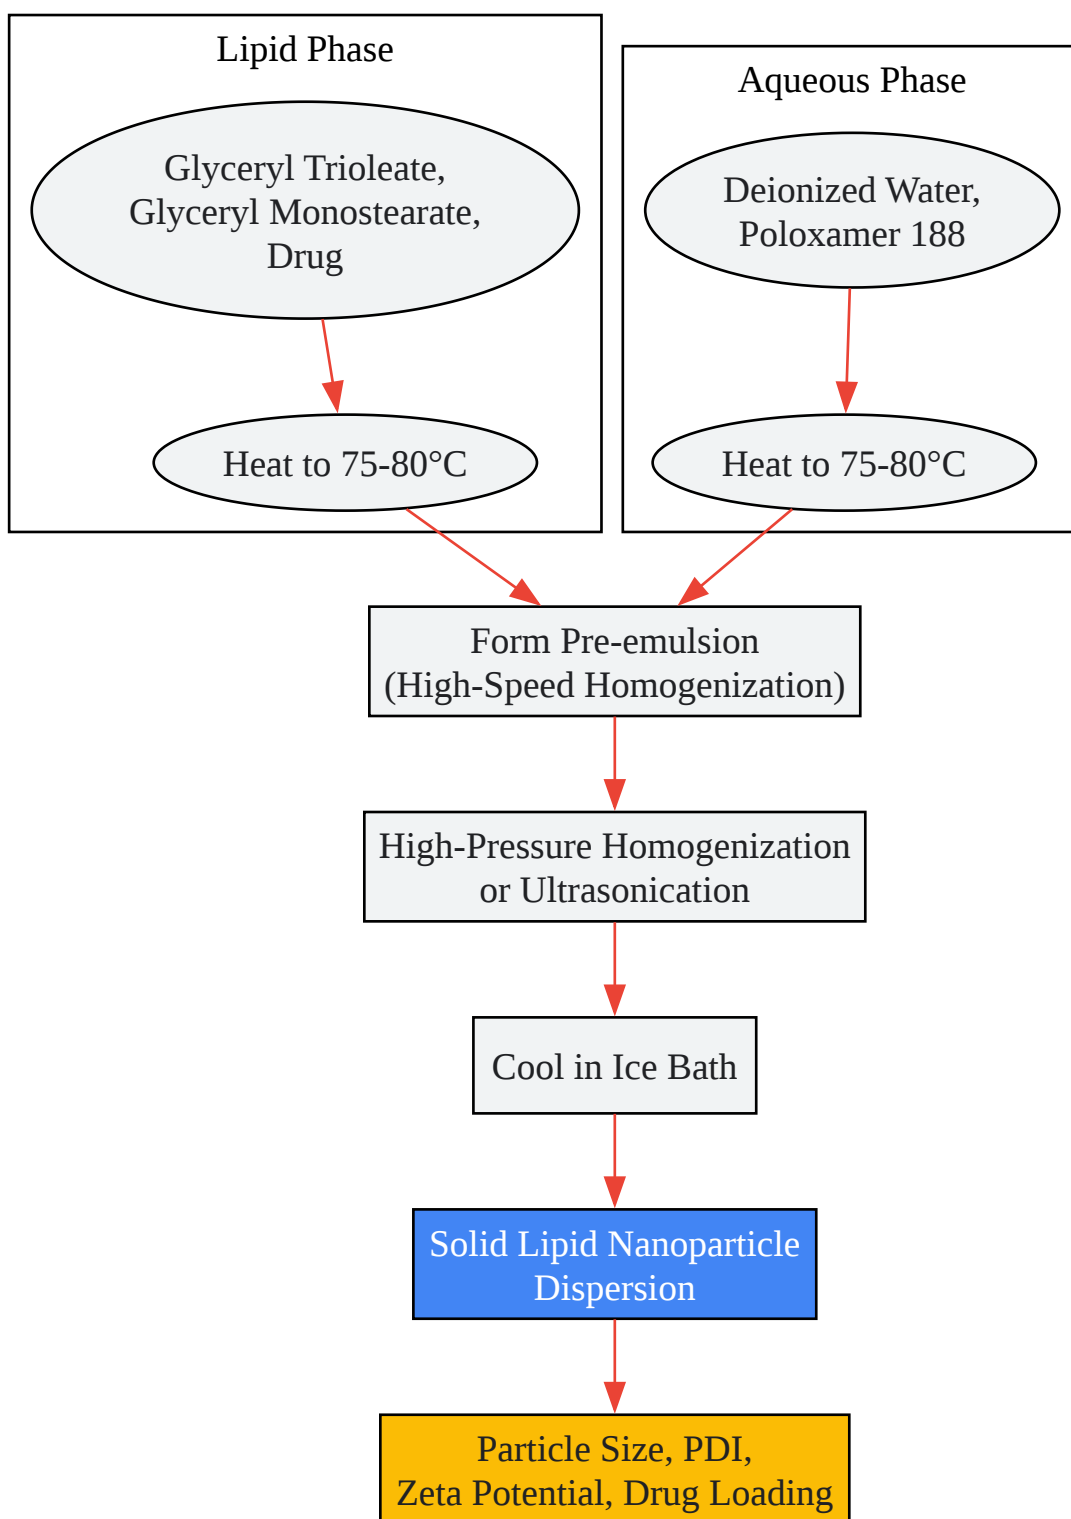 Lipid Phase
Glyceryl Trioleate,
Glyceryl Monostearate,
Drug
Heat to 75-80°C
Aqueous Phase
Deionized Water,
Poloxamer 188
Heat to 75-80°C
Form Pre-emulsion
(High-Speed Homogenization)
High-Pressure Homogenization
or Ultrasonication
Cool in Ice Bath
Solid Lipid Nanoparticle
Dispersion
Particle Size, PDI,
Zeta Potential, Drug Loading